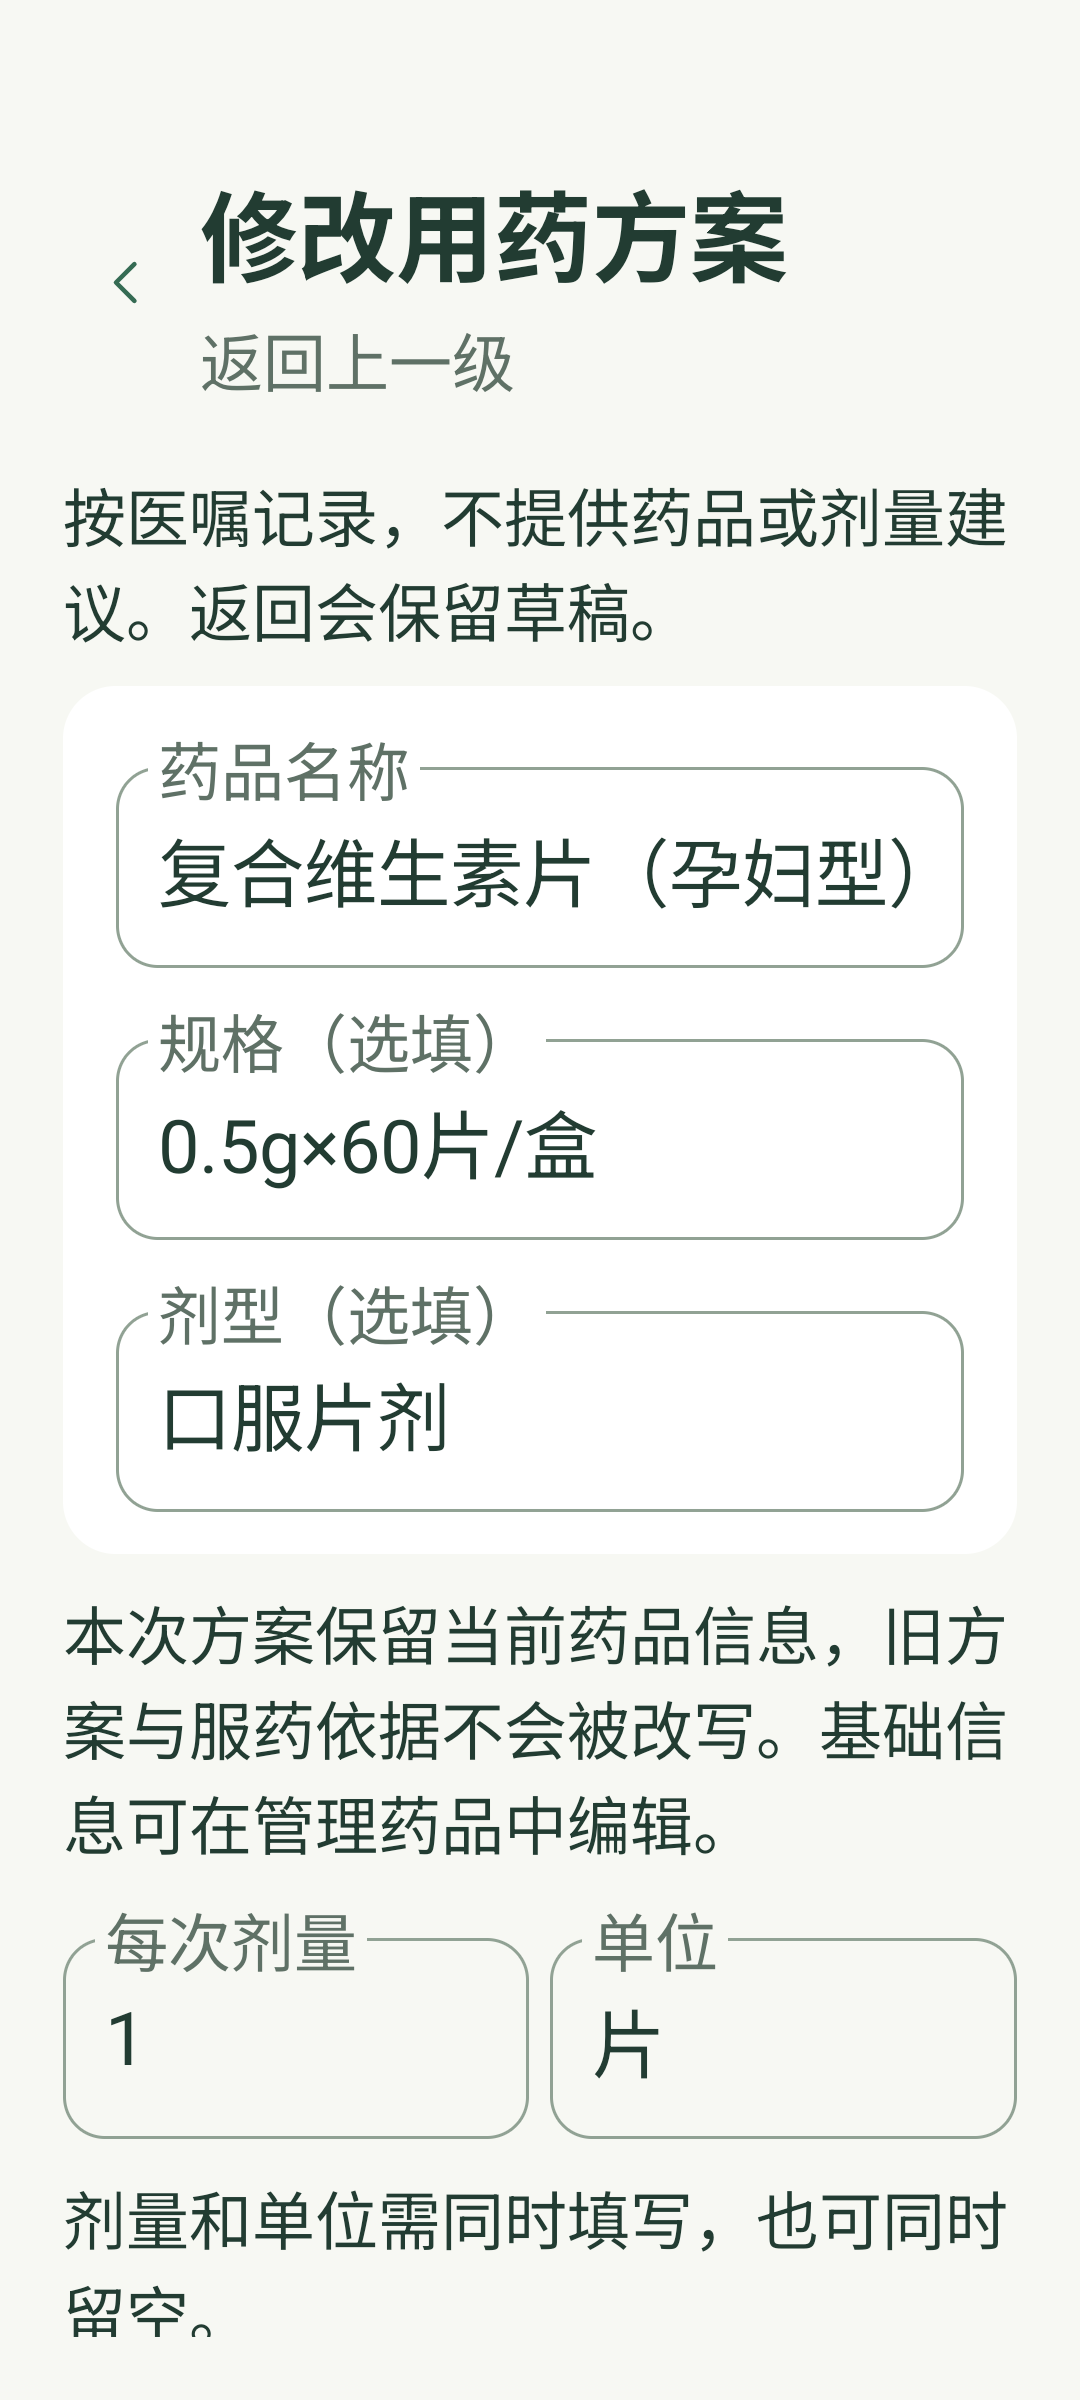 修改用药方案
返回上一级
按医嘱记录，不提供药品或剂量建
议。返回会保留草稿。
药品名称
复合维生素片（孕妇型）
规格（选填）
0.5g×60片/盒
剂型（选填）
口服片剂
本次方案保留当前药品信息，旧方
案与服药依据不会被改写。基础信
息可在管理药品中编辑。
每次剂量
单位
1
片
剂量和单位需同时填写，也可同时
留空。